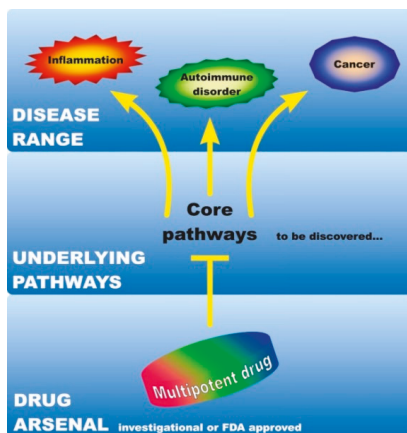 Inflammation
Autoimmune
disorder
Cancer
DISEASE
RANGE
Core
pathways to be discovered...
UNDERLYING
PATHWAYS
Multipotent drug
DRUG
ARSENAL investigational or FDA approved